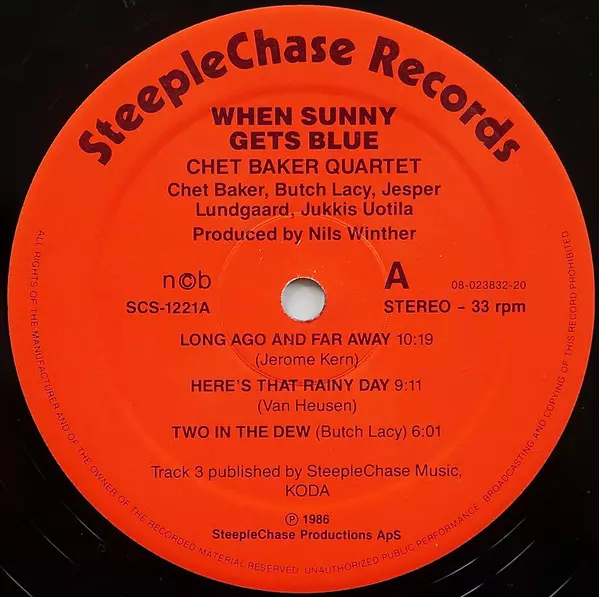 SteepleChase Records
WHEN SUNNY
GETS BLUE
CHET BAKER QUARTET
Chet Baker, Butch Lacy, Jesper
Lundgaard, Jukkis Uotila
Produced by Nils Winther
n©b
A
08-023832-20
SCS-1221A
STEREO – 33 rpm
LONG AGO AND FAR AWAY 10:19
(Jerome Kern)
HERE'S THAT RAINY DAY 9:11
(Van Heusen)
TWO IN THE DEW (Butch Lacy) 6:01
Track 3 published by SteepleChase Music,
KODA
℗ 1986
SteepleChase Productions ApS
ALL RIGHTS OF THE MANUFACTURER AND OF THE OWNER OF THE RECORDED MATERIAL RESERVED. UNAUTHORIZED PUBLIC PERFORMANCE, BROADCASTING AND COPYING OF THIS RECORD PROHIBITED